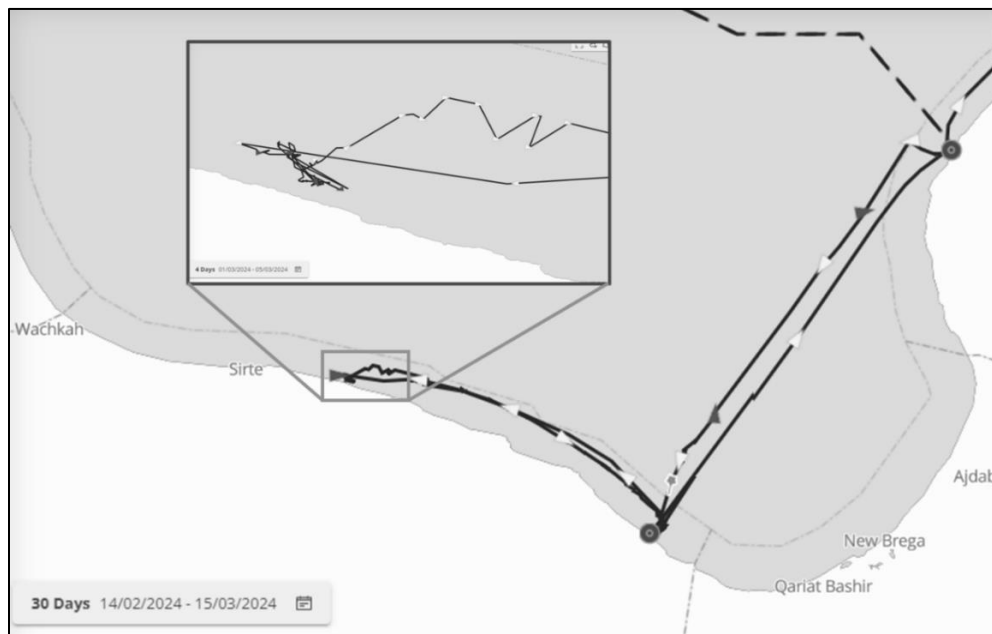 4 Days 01/03/2024 - 05/03/2024
Wachkah
Sirte
Ajdab
New Brega
Qariat Bashir
30 Days 14/02/2024 - 15/03/2024